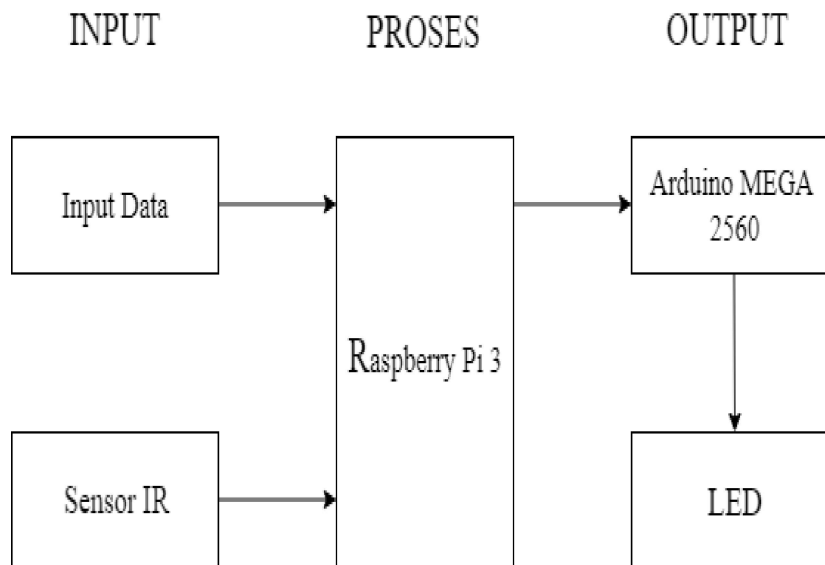 INPUT
PROSES
OUTPUT
Input Data
Arduino MEGA
2560
Raspberry Pi 3
Sensor IR
LED